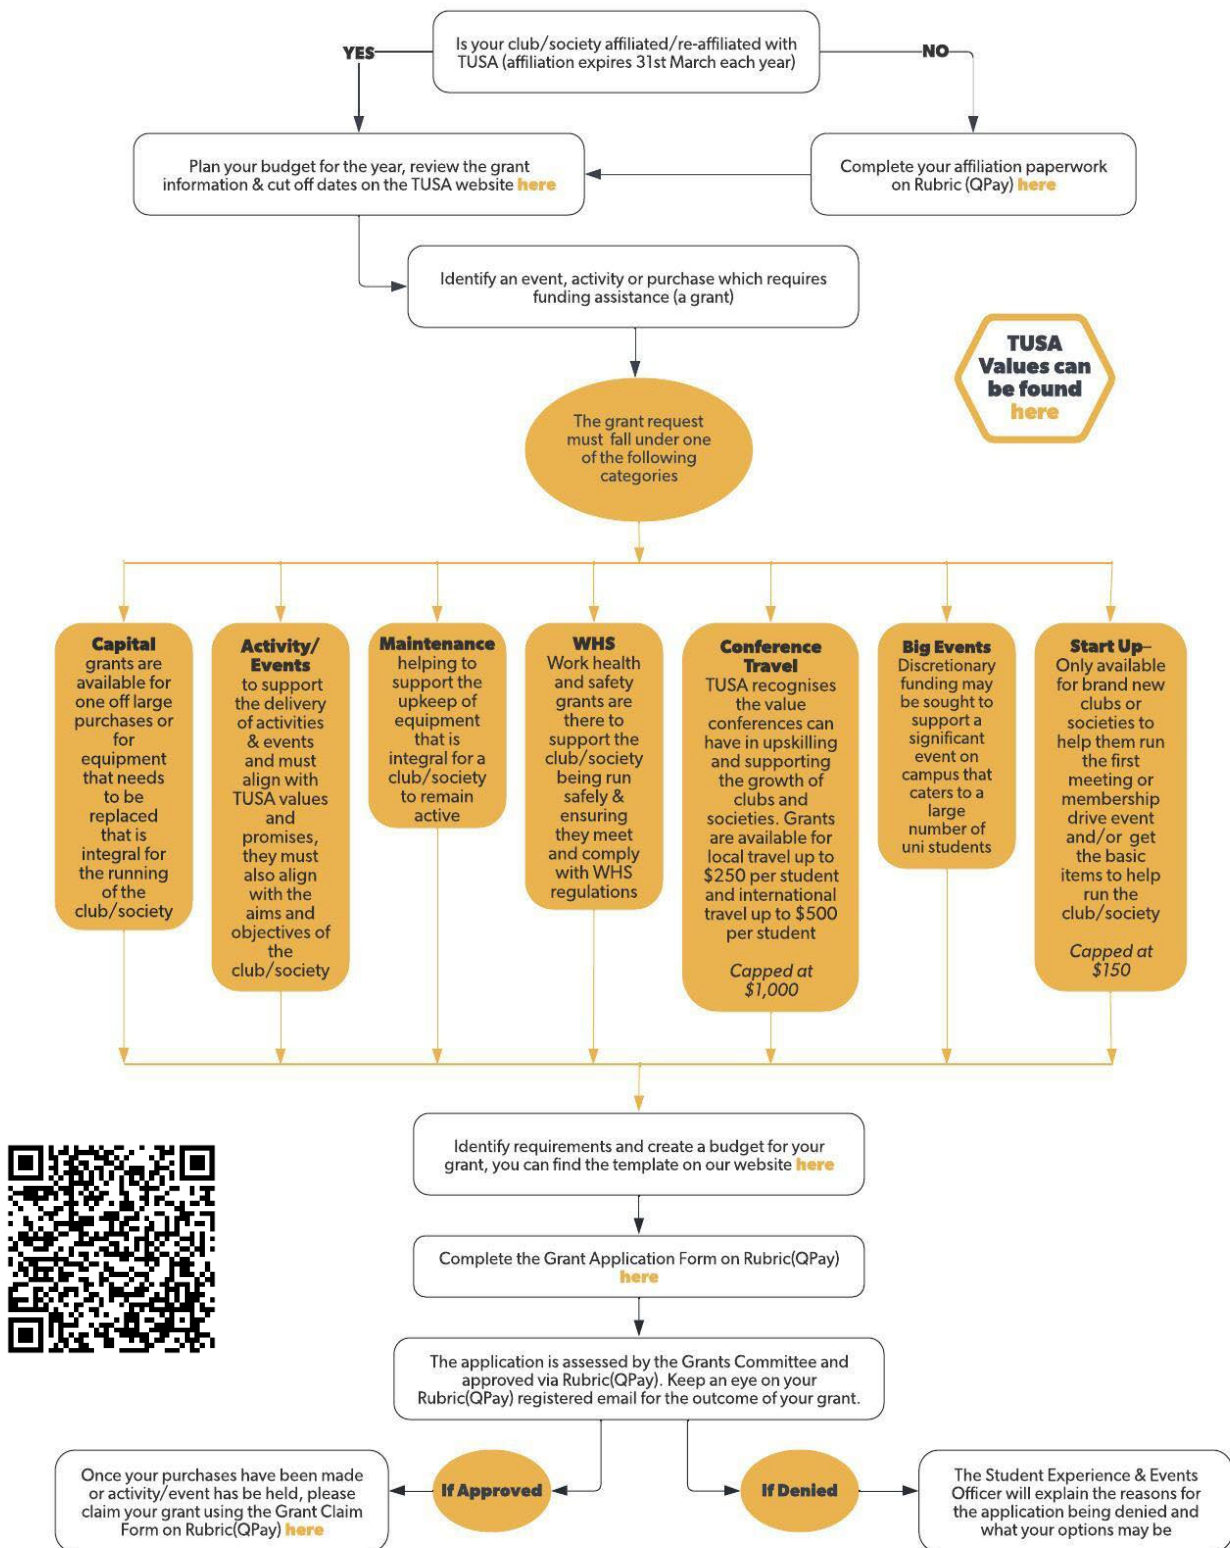 Is your club/society affiliated/re-affiliated with
TUSA (affiliation expires 31st March each year)
YES
NO
Plan your budget for the year, review the grant
information & cut off dates on the TUSA website here
Complete your affiliation paperwork
on Rubric (QPay) here
Identify an event, activity or purchase which requires
funding assistance (a grant)
TUSA
Values can
be found
here
The grant request
must fall under one
of the following
categories
Capital
grants are
available for
one off large
purchases or
for
equipment
that needs
to be
replaced
that is
integral for
the running
of the
club/society
Activity/
Events
to support
the delivery
of activities
& events
and must
align with
TUSA values
and
promises,
they must
also align
with the
aims and
objectives of
the
club/society
Maintenance
helping to
support the
upkeep of
equipment
that is
integral for a
club/society
to remain
active
WHS
Work health
and safety
grants are
there to
support the
club/society
being run
safely &
ensuring
they meet
and comply
with WHS
regulations
Conference
Travel
TUSA recognises
the value
conferences can
have in upskilling
and supporting
the growth of
clubs and
societies. Grants
are available for
local travel up to
$250 per student
and international
travel up to $500
per student
Capped at
$1,000
Big Events
Discretionary
funding may
be sought to
support a
significant
event on
campus that
caters to a
large
number of
uni students
Start Up–
Only available
for brand new
clubs or
societies to
help them run
the first
meeting or
membership
drive event
and/or get
the basic
items to help
run the
club/society
Capped at
$150
Identify requirements and create a budget for your
grant, you can find the template on our website here
Complete the Grant Application Form on Rubric(QPay)
here
The application is assessed by the Grants Committee and
approved via Rubric(QPay). Keep an eye on your
Rubric(QPay) registered email for the outcome of your grant.
Once your purchases have been made
or activity/event has be held, please
claim your grant using the Grant Claim
Form on Rubric(QPay) here
If Approved
If Denied
The Student Experience & Events
Officer will explain the reasons for
the application being denied and
what your options may be